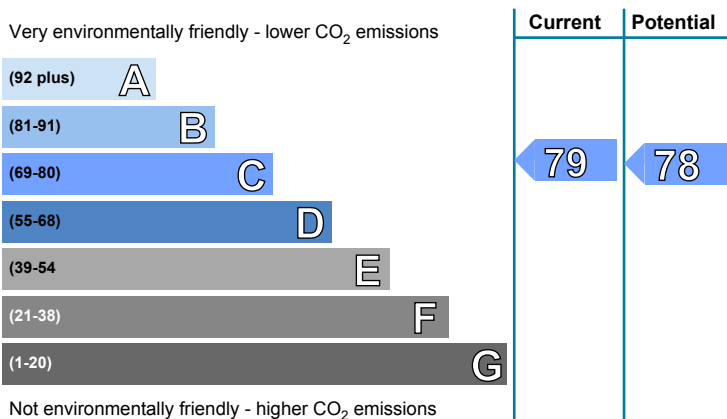 Current Potential
Very environmentally friendly - lower CO2 emissions
(92 plus) A
(81-91) B
(69-80) C
79 78
(55-68) D
(39-54 E
(21-38) F
(1-20) G
Not environmentally friendly - higher CO2 emissions